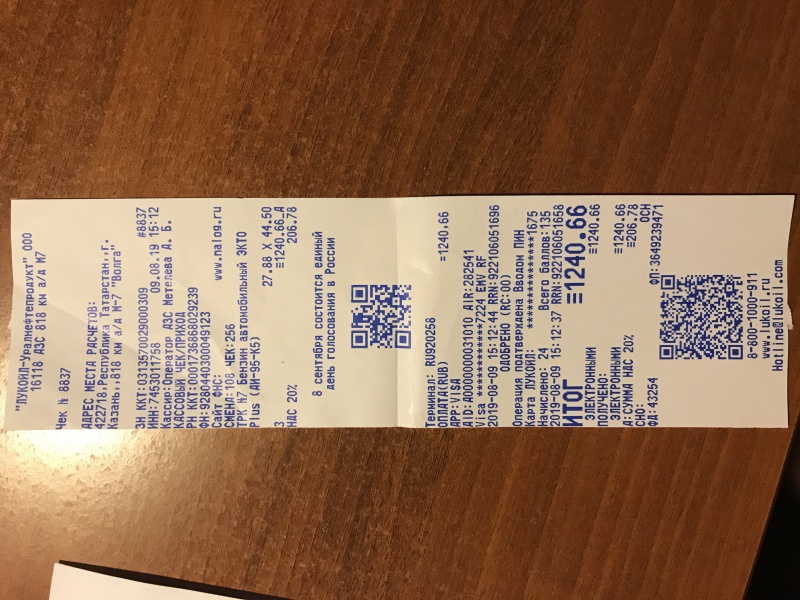 "ЛУКОЙЛ-Уралнефтепродукт" ООО
16118 АЗС 818 км а/д М7
Чек № 8837
АДРЕС МЕСТА РАСЧЕТОВ:
422718,Республика Татарстан,,г.
Казань,,818 км а/д М-7 "Волга"
ЗН ККТ:0313570029000309 #8837
ИНН:7453011758 09.08.19 15:12
Кассир:Оператор АЗС Метелева А. Б.
КАССОВЫЙ ЧЕК/ПРИХОД
РН ККТ:0001736868029239
ФН:9280440300049123
Сайт ФНС: www.nalog.ru
СМЕНА:108 ЧЕК:256
ТРК №7 Бензин автомобильный ЭКТО
Plus (АИ-95-К5)
27.88 X 44.50
3 ≡1240.66_А
НДС 20% 206.78
8 сентября состоится единый
день голосования в России
Терминал: RU920258
ОПЛАТА(RUB) =1240.66
APP:VISA
AID:A0000000031010 AIR:282541
Visa ************7224 EMV RF
2019-08-09 15:12:44 RRN:922106051696
ОДОБРЕНО (RC:00)
Операция подтверждена Вводом ПИН
Карта ЛУКОЙЛ: **************1675
Начислено: 24 Всего баллов:135
2019-08-09 15:12:37 RRN:922106051658
ИТОГ ≡1240.66
ЭЛЕКТРОННЫМИ ≡1240.66
ПОЛУЧЕНО:
ЭЛЕКТРОННЫМИ ≡1240.66
А:СУММА НДС 20% ≡206.78
СНО: ОСН
ФД: 43254 ФП: 3649239471
8-800-1000-911
www.lukoil.ru
Hotline@lukoil.com